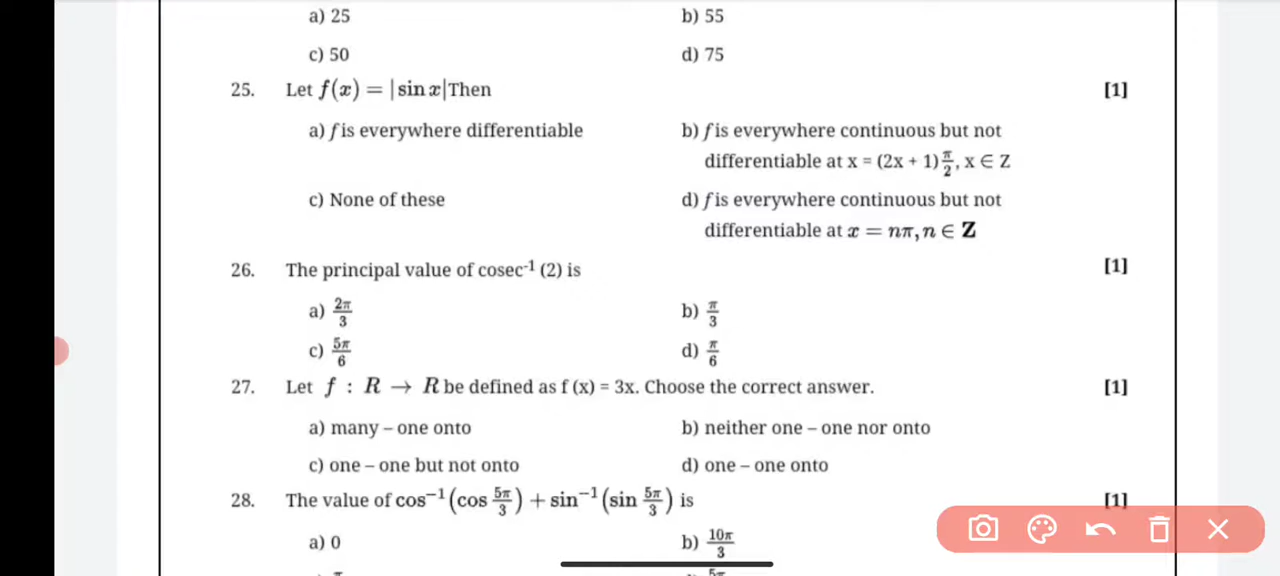 a) 25 b) 55
c) 50 d) 75
25. Let f(x) = |sin x|Then [1]
a) f is everywhere differentiable b) f is everywhere continuous but not
differentiable at x = (2x + 1)π/2, x ∈ Z
c) None of these d) f is everywhere continuous but not
differentiable at x = nπ, n ∈ Z
26. The principal value of cosec⁻¹ (2) is [1]
a) 2π/3 b) π/3
c) 5π/6 d) π/6
27. Let f : R → R be defined as f (x) = 3x. Choose the correct answer. [1]
a) many – one onto b) neither one – one nor onto
c) one – one but not onto d) one – one onto
28. The value of cos⁻¹(cos 5π/3) + sin⁻¹(sin 5π/3) is [1]
a) 0 b) 10π/3